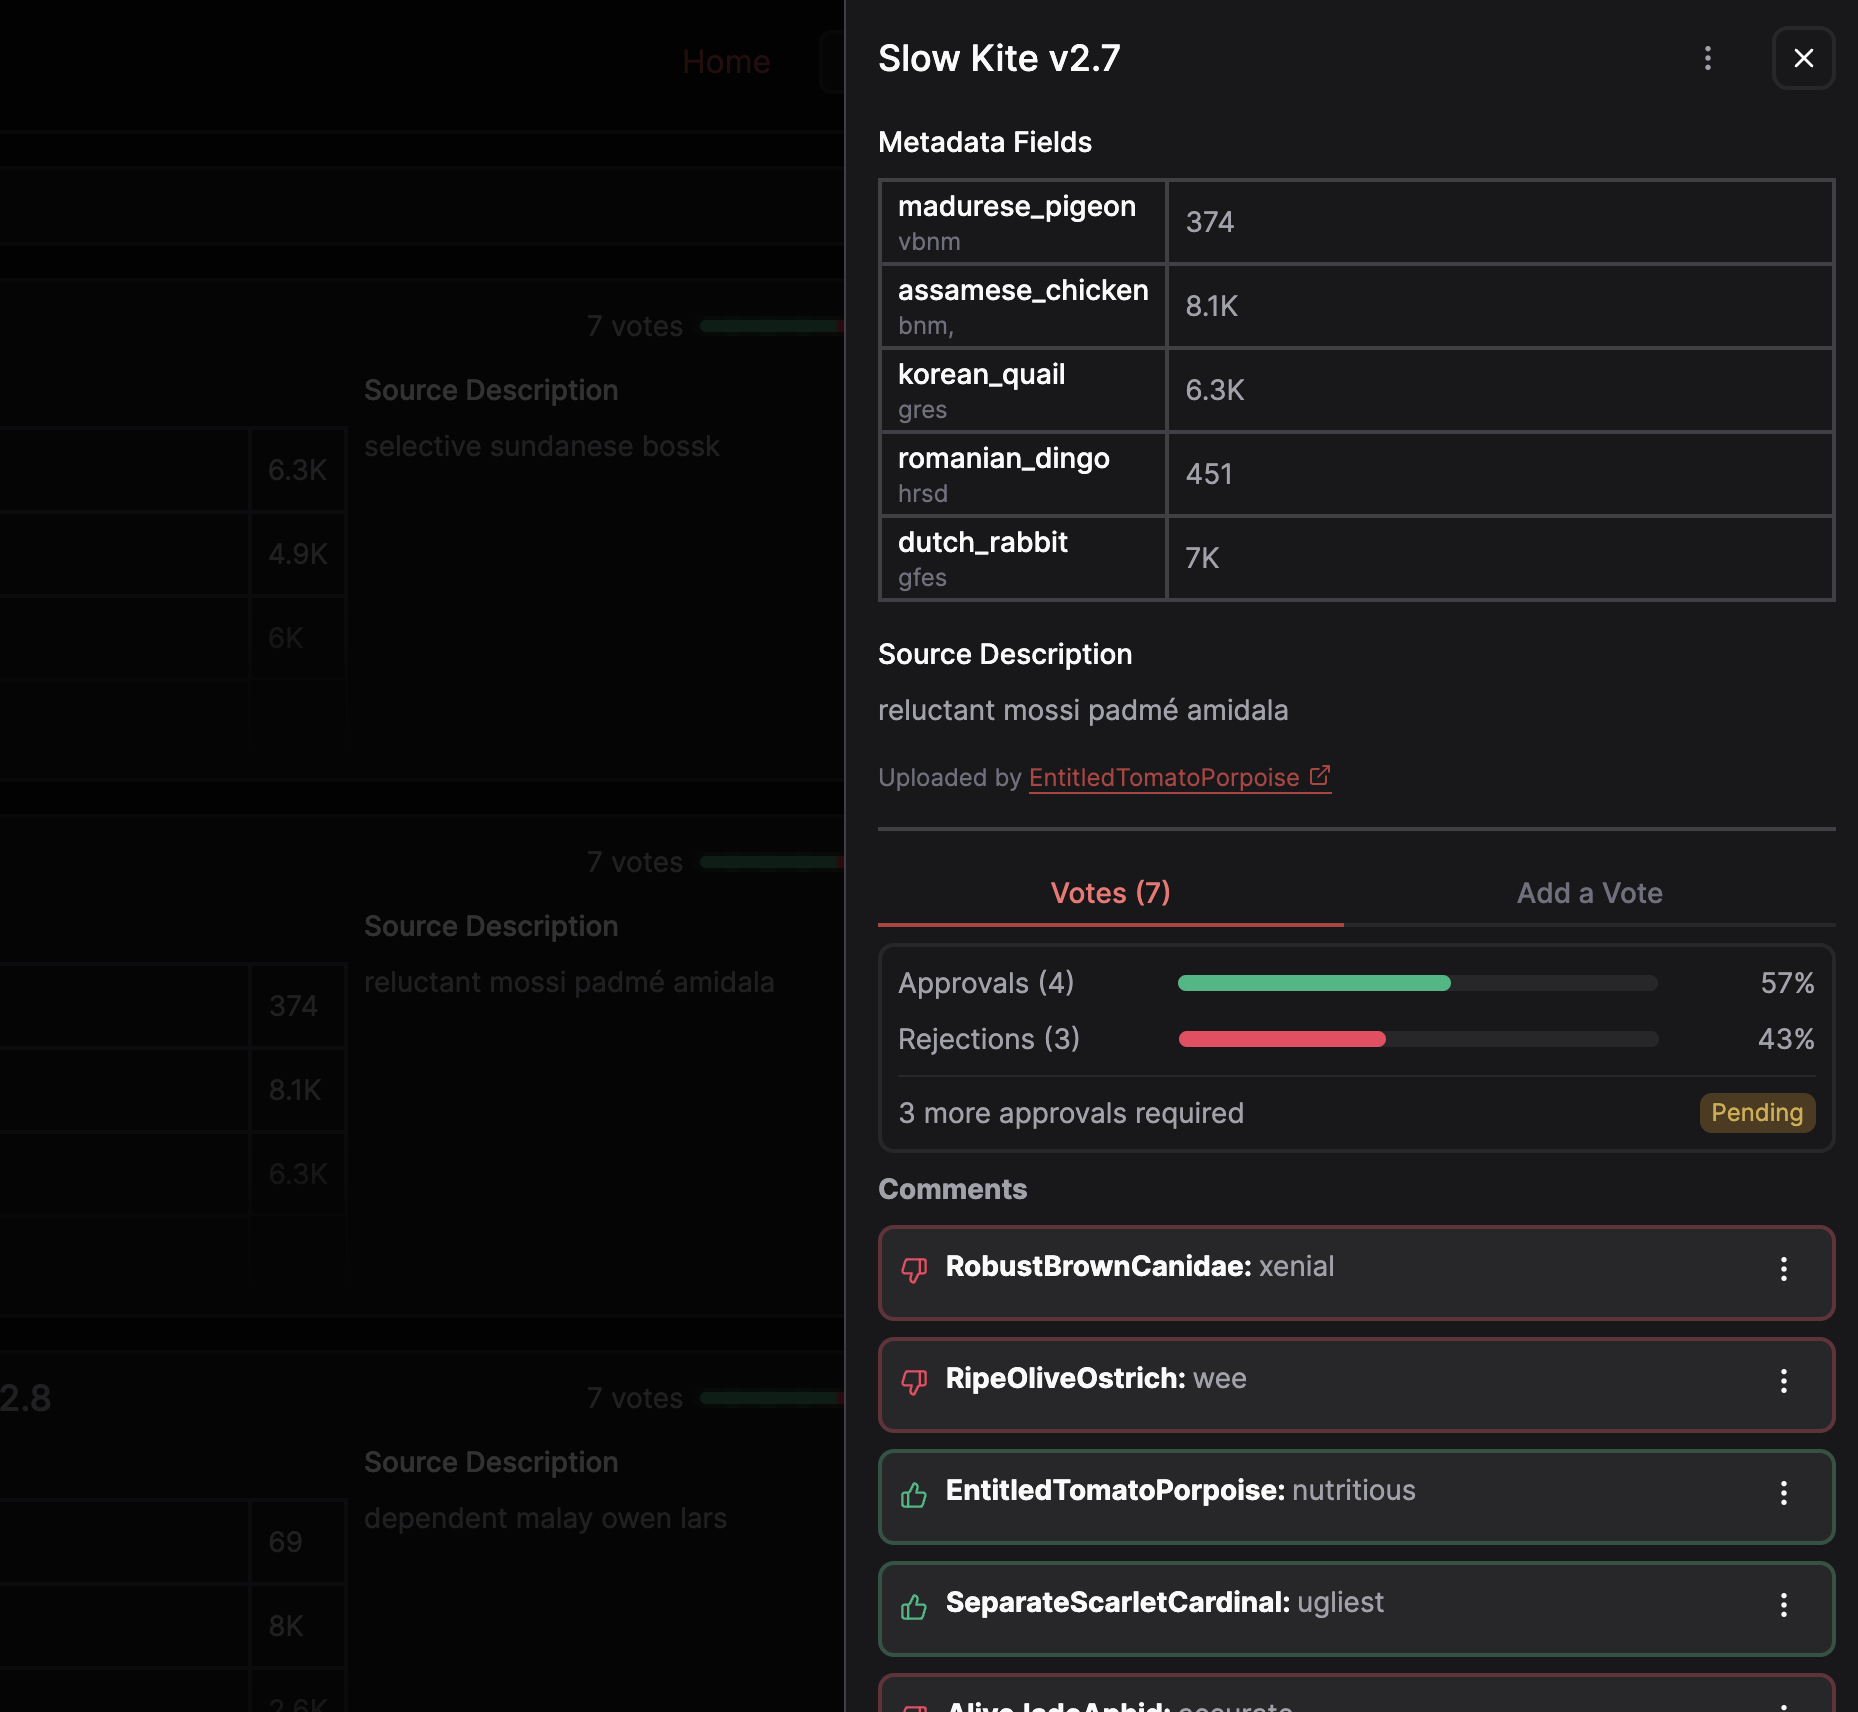 Home
7 votes
Source Description
selective sundanese bossk
6.3K
4.9K
6K
7 votes
Source Description
reluctant mossi padmé amidala
374
8.1K
6.3K
2.8
7 votes
Source Description
dependent malay owen lars
69
8K
2.6K
Slow Kite v2.7
Metadata Fields
madurese_pigeon
vbnm
374
assamese_chicken
bnm,
8.1K
korean_quail
gres
6.3K
romanian_dingo
hrsd
451
dutch_rabbit
gfes
7K
Source Description
reluctant mossi padmé amidala
Uploaded by EntitledTomatoPorpoise
Votes (7)
Add a Vote
Approvals (4) 57%
Rejections (3) 43%
3 more approvals required Pending
Comments
RobustBrownCanidae: xenial
RipeOliveOstrich: wee
EntitledTomatoPorpoise: nutritious
SeparateScarletCardinal: ugliest
AliveJadeAphid: accurate